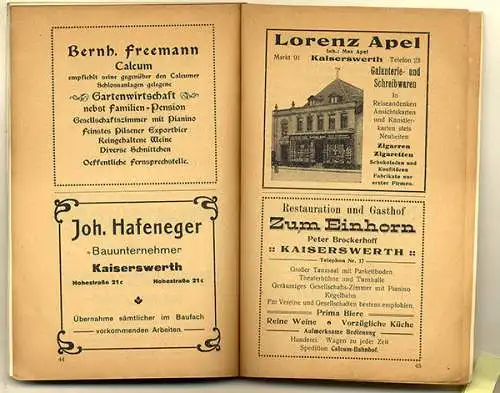 Bernh. Freemann
Calcum
empfiehlt seine gegenüber den Calcumer
Schlossanlagen gelegene
Gartenwirtschaft
nebst Familien-Pension
Gesellschaftszimmer mit Pianino
Feinstes Pilsener Exportbier
Reingehaltene Weine
Diverse Schnittchen
Oeffentliche Fernsprechstelle.
Joh. Hafeneger
Bauunternehmer
Kaiserswerth
Hohestraße 21c Hohestraße 21c
Übernahme sämtlicher im Baufach
vorkommenden Arbeiten.
44
Lorenz Apel
Inh.: Max Apel
Markt 91 Kaiserswerth Telefon 23
Galanterie- und
Schreibwaren
In
Reiseandenken
Ansichtskarten
und Künstler-
karten stets
Neuheiten
Zigarren
Zigaretten
Schokoladen und
Konfitüren
Fabrikate nur
erster Firmen.
Restauration und Gasthof
Zum Einhorn
Peter Brockerhoff
:: KAISERSWERTH ::
Telephon Nr. 17
Großer Tanzsaal mit Parkettboden
Theaterbühne und Turnhalle
Geräumiges Gesellschafts-Zimmer mit Pianino
Kegelbahn
Für Vereine und Gesellschaften bestens empfohlen.
Prima Biere
Reine Weine Vorzügliche Küche
Aufmerksame Bedienung
Hauderei. Wagen zu jeder Zeit
Spedition Calcum-Bahnhof.
45